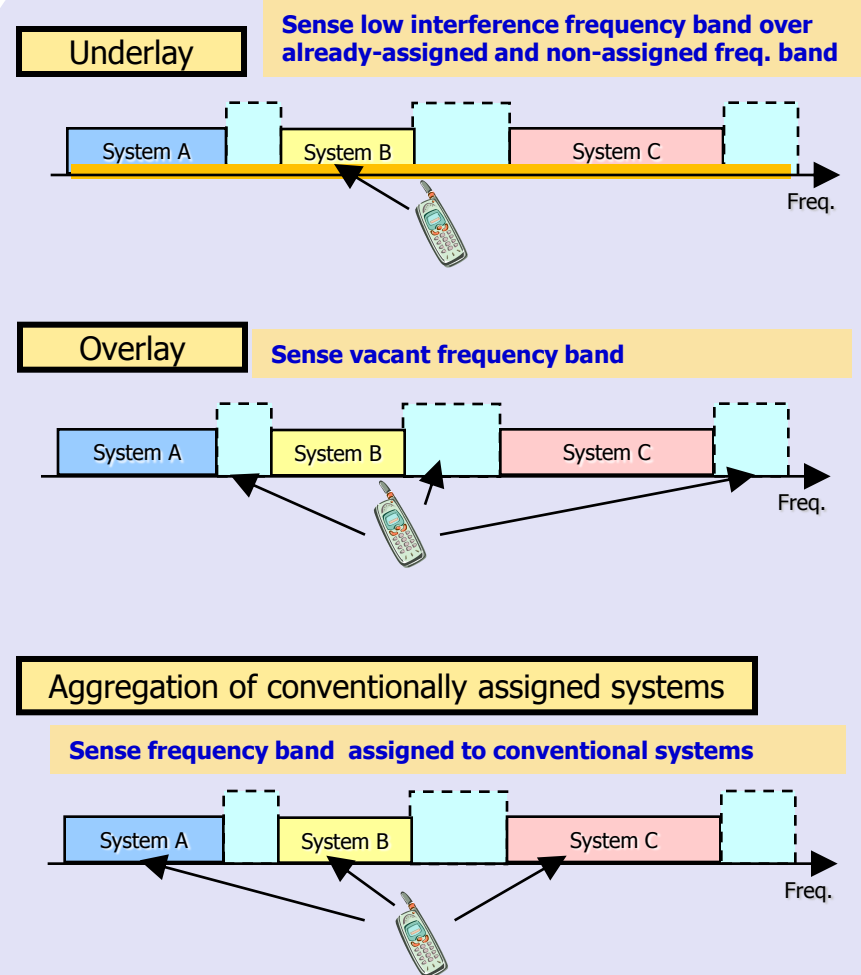 Underlay
Sense low interference frequency band over
already-assigned and non-assigned freq. band
System A
System B
System C
Freq.
Overlay
Sense vacant frequency band
System A
System B
System C
Freq.
Aggregation of conventionally assigned systems
Sense frequency band  assigned to conventional systems
System A
System B
System C
Freq.